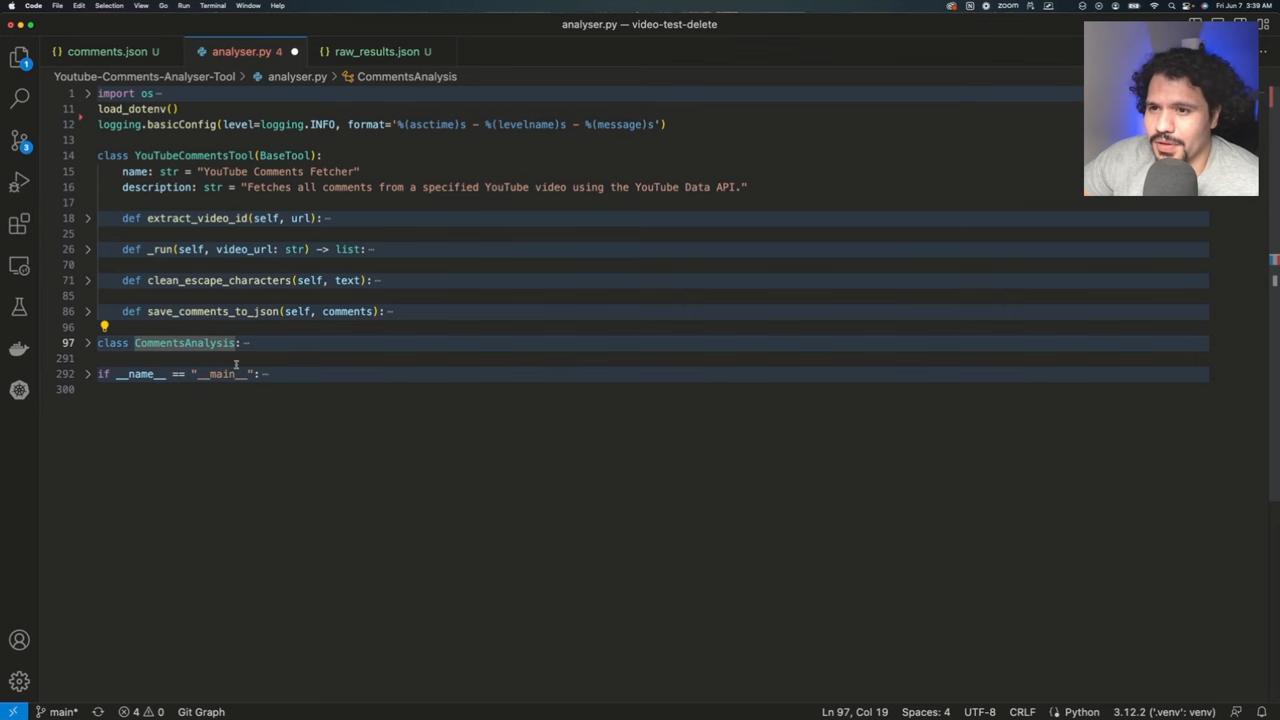 Code File Edit Selection View Go Run Terminal Window Help
zoom Fri Jun 7 3:39 AM
analyser.py — video-test-delete
{} comments.json U
analyser.py 4
{} raw_results.json U
Youtube-Comments-Analyser-Tool > analyser.py > CommentsAnalysis
1 import os
11 load_dotenv()
12 logging.basicConfig(level=logging.INFO, format='%(asctime)s - %(levelname)s - %(message)s')
13
14 class YouTubeCommentsTool(BaseTool):
15 name: str = "YouTube Comments Fetcher"
16 description: str = "Fetches all comments from a specified YouTube video using the YouTube Data API."
17
18 def extract_video_id(self, url):
25
26 def _run(self, video_url: str) -> list:
70
71 def clean_escape_characters(self, text):
85
86 def save_comments_to_json(self, comments):
96
97 class CommentsAnalysis:
291
292 if __name__ == "__main__":
300
1
3
main* 4 0 Git Graph
Ln 97, Col 19 Spaces: 4 UTF-8 CRLF Python 3.12.2 ('.venv': venv)